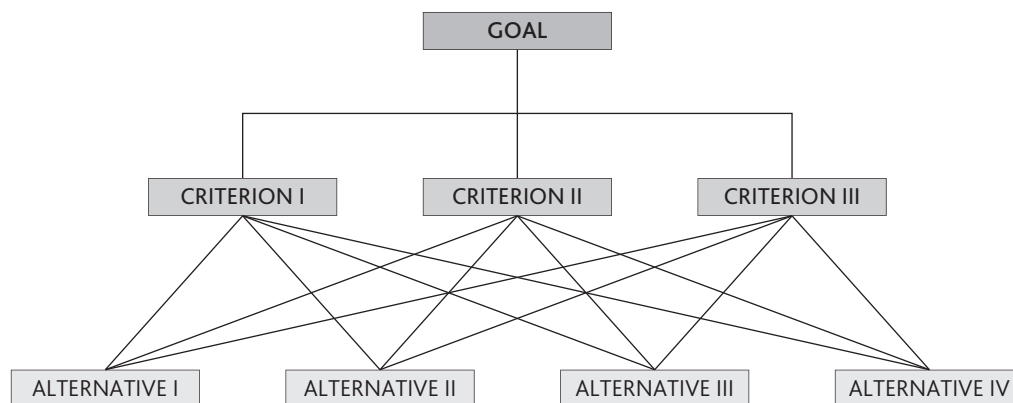 GOAL
CRITERION I
CRITERION II
CRITERION III
ALTERNATIVE I
ALTERNATIVE II
ALTERNATIVE III
ALTERNATIVE IV